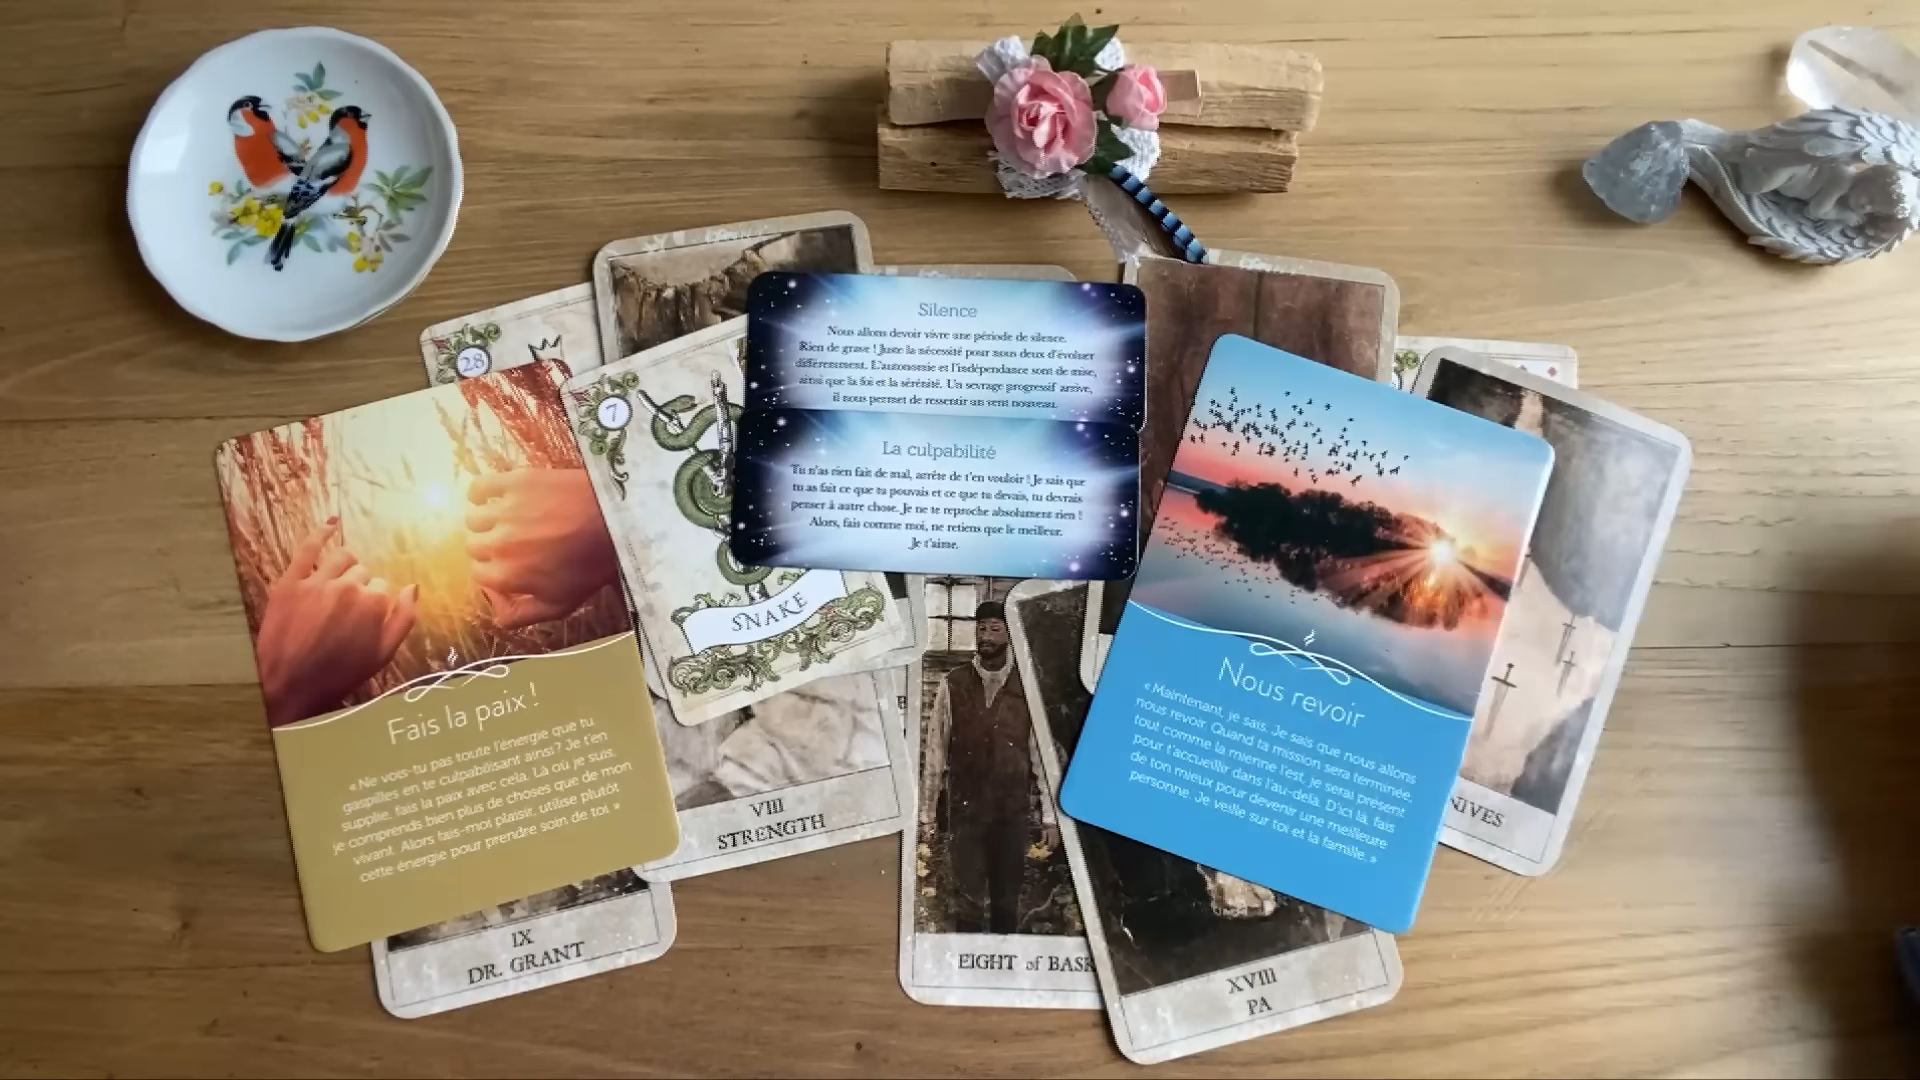 28
7
SNAKE
Silence
Nous allons devoir vivre une période de silence.
Rien de grave ! Juste la nécessité pour nous deux d'évoluer
différemment. L'autonomie et l'indépendance sont de mise,
ainsi que la foi et la sérénité. Un sevrage progressif arrive,
il nous permet de ressentir un vent nouveau.
La culpabilité
Tu n'as rien fait de mal, arrête de t'en vouloir ! Je sais que
tu as fait ce que tu pouvais et ce que tu devais, tu devrais
penser à autre chose. Je ne te reproche absolument rien !
Alors, fais comme moi, ne retiens que le meilleur.
Je t'aime.
Fais la paix !
« Ne vois-tu pas toute l'énergie que tu
gaspilles en te culpabilisant ainsi ? Je t'en
supplie, fais la paix avec cela. Là où je suis,
je comprends bien plus de choses que de mon
vivant. Alors fais-moi plaisir, utilise plutôt
cette énergie pour prendre soin de toi »
Nous revoir
« Maintenant, je sais. Je sais que nous allons
nous revoir. Quand ta mission sera terminée,
tout comme la mienne l'est, je serai présent
pour t'accueillir dans l'au-delà. D'ici là, fais
de ton mieux pour devenir une meilleure
personne. Je veille sur toi et la famille. »
VIII
STRENGTH
NIVES
IX
DR. GRANT
EIGHT of BASK
XVIII
PA